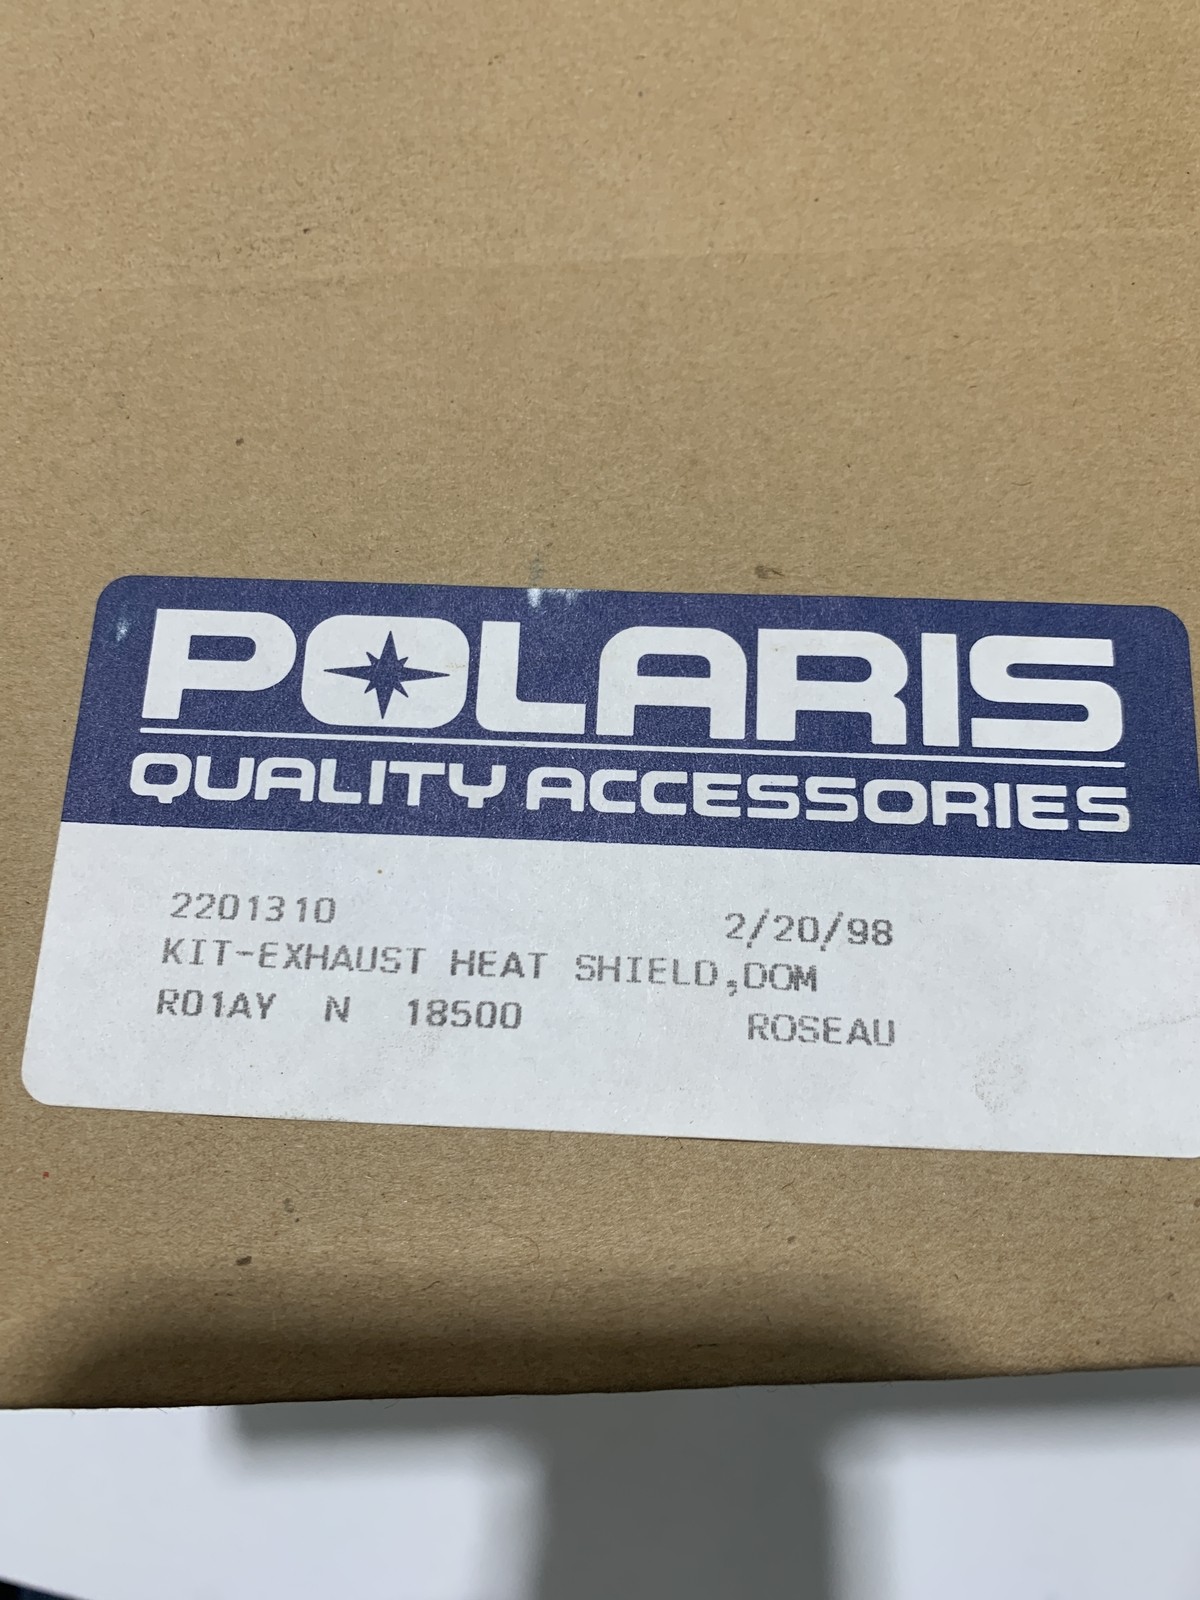 POLARIS
QUALITY ACCESSORIES
2201310 2/20/98
KIT-EXHAUST HEAT SHIELD,DOM
R01AY N 18500 ROSEAU